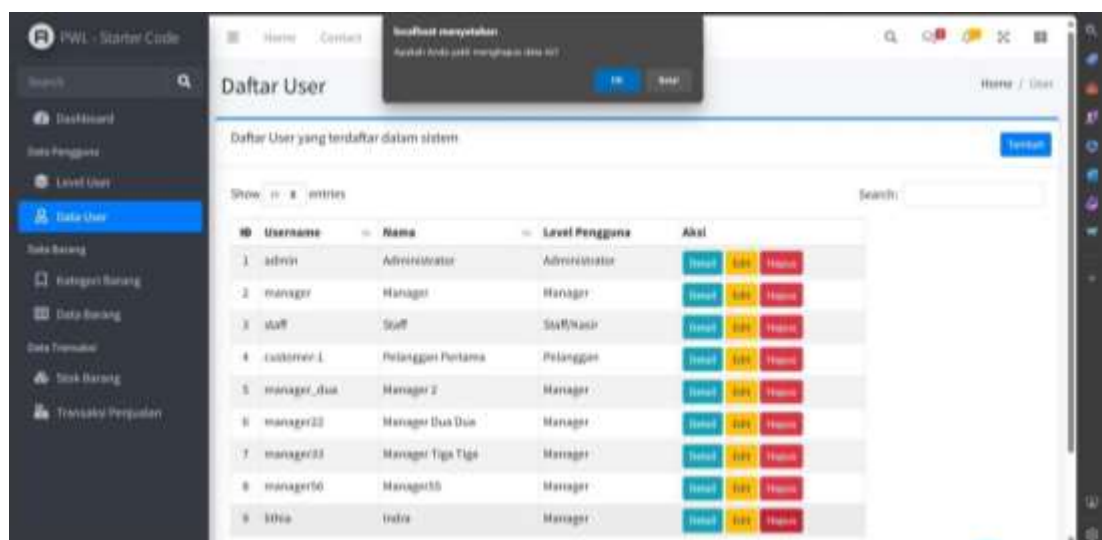 PWL - Starter Code
Home Contact
localhost menyatakan
Apakah Anda yakin menghapus data ini?
OK Batal
Search
Daftar User
Home / User
Dashboard
Daftar User yang terdaftar dalam sistem
Tambah
Data Pengguna
Level User
Show entries
Search:
Data User
ID Username Nama Level Pengguna Aksi
Data Barang
1 admin Administrator Administrator Detail Edit Hapus
Kategori Barang
2 manager Manager Manager Detail Edit Hapus
Data Barang
3 staff Staff Staff/Kasir Detail Edit Hapus
Data Transaksi
4 customer-1 Pelanggan Pertama Pelanggan Detail Edit Hapus
Stok Barang
5 manager_dua Manager 2 Manager Detail Edit Hapus
Transaksi Penjualan
6 manager22 Manager Dua Dua Manager Detail Edit Hapus
7 manager33 Manager Tiga Tiga Manager Detail Edit Hapus
8 manager56 Manager55 Manager Detail Edit Hapus
9 Indra Manager Detail Edit Hapus